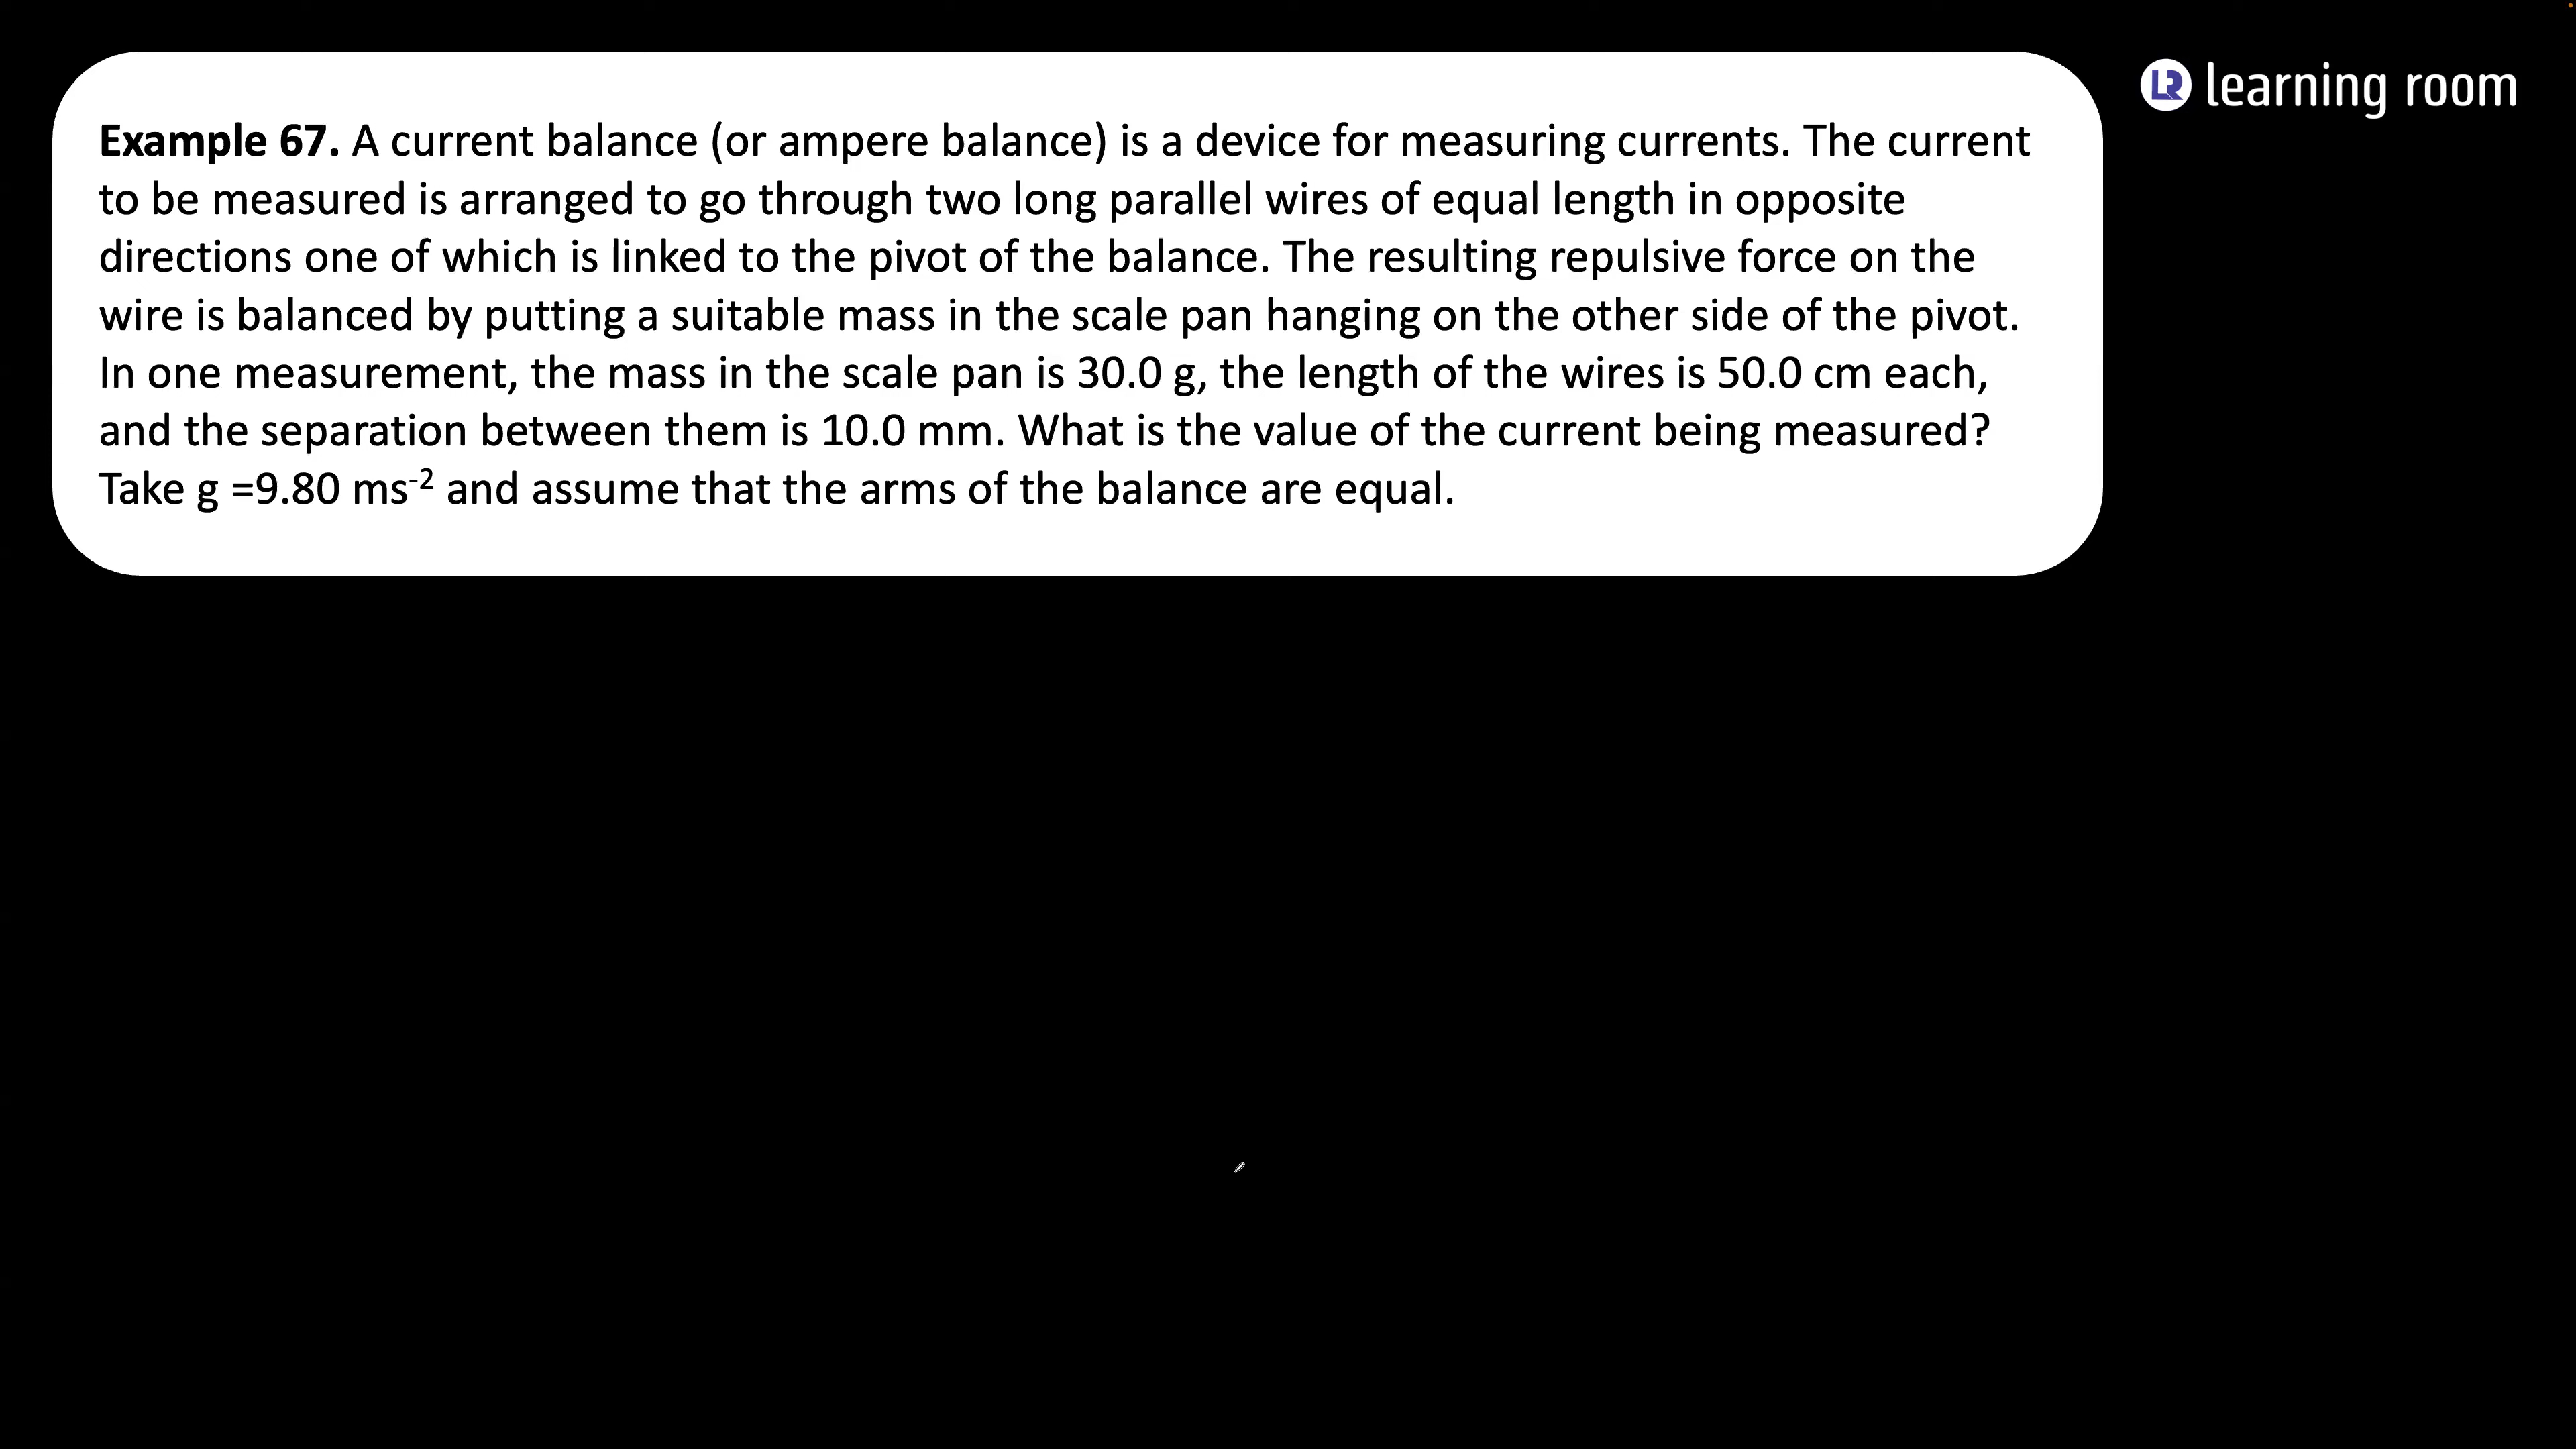 learning room
Example 67. A current balance (or ampere balance) is a device for measuring currents. The current
to be measured is arranged to go through two long parallel wires of equal length in opposite
directions one of which is linked to the pivot of the balance. The resulting repulsive force on the
wire is balanced by putting a suitable mass in the scale pan hanging on the other side of the pivot.
In one measurement, the mass in the scale pan is 30.0 g, the length of the wires is 50.0 cm each,
and the separation between them is 10.0 mm. What is the value of the current being measured?
Take g =9.80 ms⁻² and assume that the arms of the balance are equal.